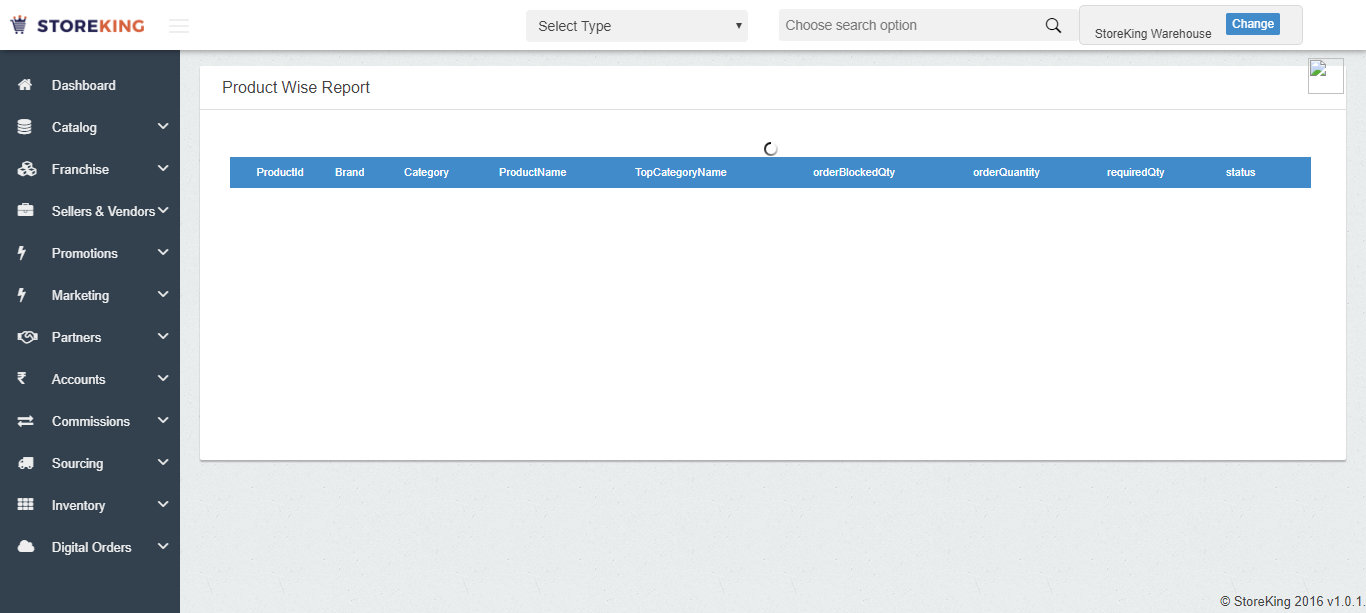 STOREKING
Select Type
Choose search option
StoreKing Warehouse
Change
Dashboard
Catalog
Franchise
Sellers & Vendors
Promotions
Marketing
Partners
Accounts
Commissions
Sourcing
Inventory
Digital Orders
Product Wise Report
ProductId Brand Category ProductName TopCategoryName orderBlockedQty orderQuantity requiredQty status
© StoreKing 2016 v1.0.1.